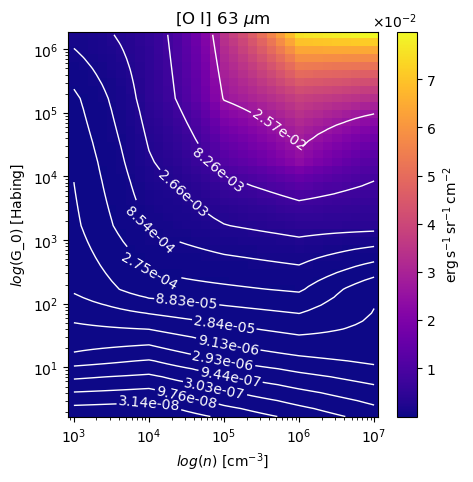 [O I] 63 μm
×10⁻²
10⁶
10⁵
10⁴
10³
10²
10¹
log(G_0) [Habing]
2.57e-02
8.26e-03
2.66e-03
8.54e-04
2.75e-04
8.83e-05
2.84e-05
9.13e-06
2.93e-06
9.44e-07
3.03e-07
9.76e-08
3.14e-08
10³ 10⁴ 10⁵ 10⁶ 10⁷
log(n) [cm⁻³]
7
6
5
4
3
2
1
erg s⁻¹ sr⁻¹ cm⁻²